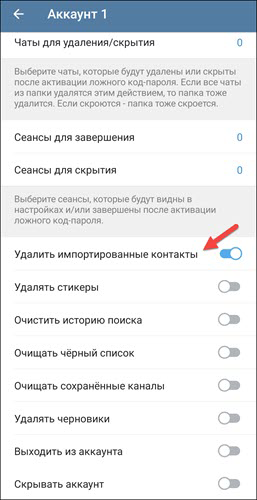 Аккаунт 1
Чаты для удаления/скрытия 0
Выберите чаты, которые будут удалены или скрыты
после активации ложного код-пароля. Если все чаты
из папки удалятся этим действием, то папка тоже
удалится. Если скроются - папка тоже скроется.
Сеансы для завершения 0
Сеансы для скрытия 0
Выберите сеансы, которые будут видны в
настройках и/или завершены после активации
ложного код-пароля.
Удалить импортированные контакты
Удалять стикеры
Очистить историю поиска
Очищать чёрный список
Очищать сохранённые каналы
Удалять черновики
Выходить из аккаунта
Скрывать аккаунт